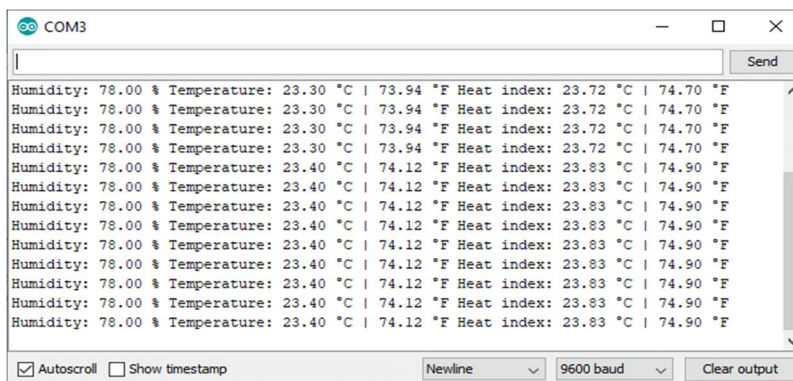 COM3
Send
Humidity: 78.00 % Temperature: 23.30 °C | 73.94 °F Heat index: 23.72 °C | 74.70 °F
Humidity: 78.00 % Temperature: 23.30 °C | 73.94 °F Heat index: 23.72 °C | 74.70 °F
Humidity: 78.00 % Temperature: 23.30 °C | 73.94 °F Heat index: 23.72 °C | 74.70 °F
Humidity: 78.00 % Temperature: 23.30 °C | 73.94 °F Heat index: 23.72 °C | 74.70 °F
Humidity: 78.00 % Temperature: 23.40 °C | 74.12 °F Heat index: 23.83 °C | 74.90 °F
Humidity: 78.00 % Temperature: 23.40 °C | 74.12 °F Heat index: 23.83 °C | 74.90 °F
Humidity: 78.00 % Temperature: 23.40 °C | 74.12 °F Heat index: 23.83 °C | 74.90 °F
Humidity: 78.00 % Temperature: 23.40 °C | 74.12 °F Heat index: 23.83 °C | 74.90 °F
Humidity: 78.00 % Temperature: 23.40 °C | 74.12 °F Heat index: 23.83 °C | 74.90 °F
Humidity: 78.00 % Temperature: 23.40 °C | 74.12 °F Heat index: 23.83 °C | 74.90 °F
Humidity: 78.00 % Temperature: 23.40 °C | 74.12 °F Heat index: 23.83 °C | 74.90 °F
Humidity: 78.00 % Temperature: 23.40 °C | 74.12 °F Heat index: 23.83 °C | 74.90 °F
Humidity: 78.00 % Temperature: 23.40 °C | 74.12 °F Heat index: 23.83 °C | 74.90 °F
Autoscroll Show timestamp Newline 9600 baud Clear output